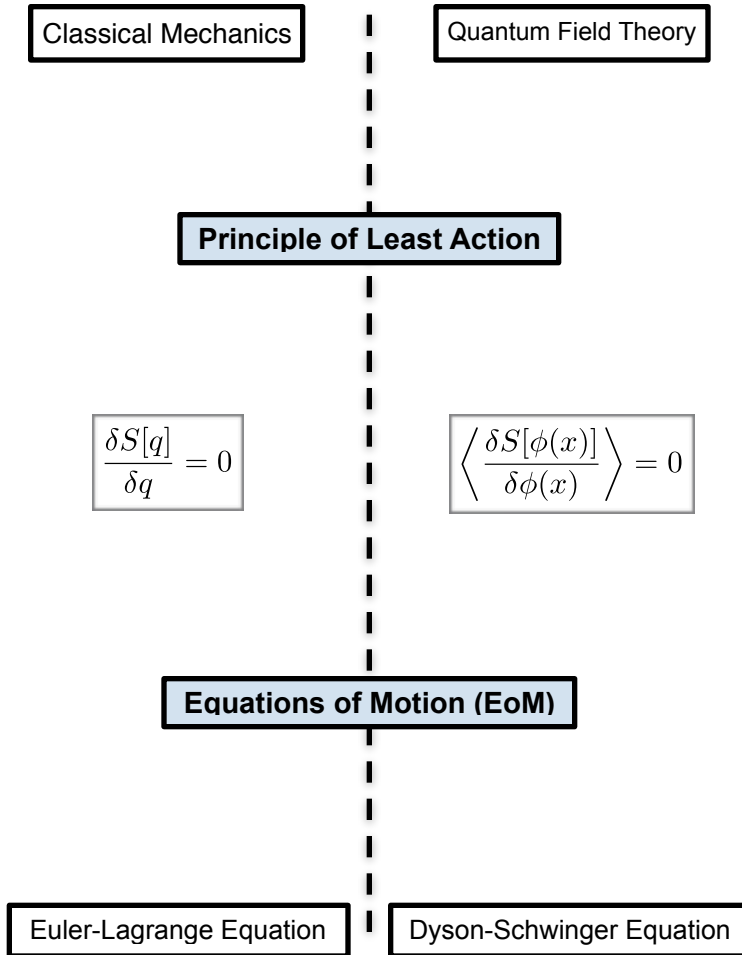 Classical Mechanics
Quantum Field Theory
Principle of Least Action
δS[q]/δq = 0
⟨δS[ϕ(x)]/δϕ(x)⟩ = 0
Equations of Motion (EoM)
Euler-Lagrange Equation
Dyson-Schwinger Equation